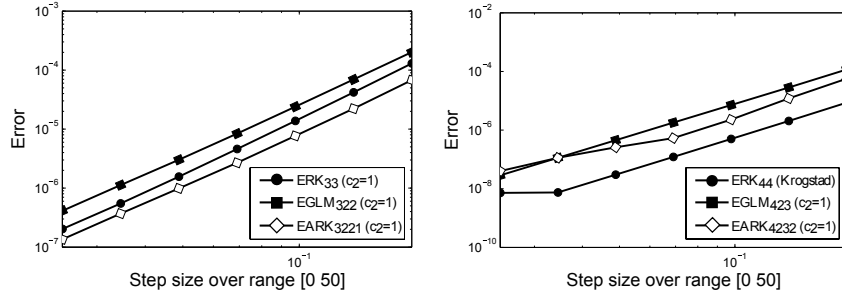 10⁻³
10⁻⁴
10⁻⁵
10⁻⁶
10⁻⁷
Error
ERK₃₃ (c₂=1)
EGLM₃₂₂ (c₂=1)
EARK₃₂₂₁ (c₂=1)
10⁻¹
Step size over range [0 50]
10⁻²
10⁻⁴
10⁻⁶
10⁻⁸
10⁻¹⁰
Error
ERK₄₄ (Krogstad)
EGLM₄₂₃ (c₂=1)
EARK₄₂₃₂ (c₂=1)
10⁻¹
Step size over range [0 50]